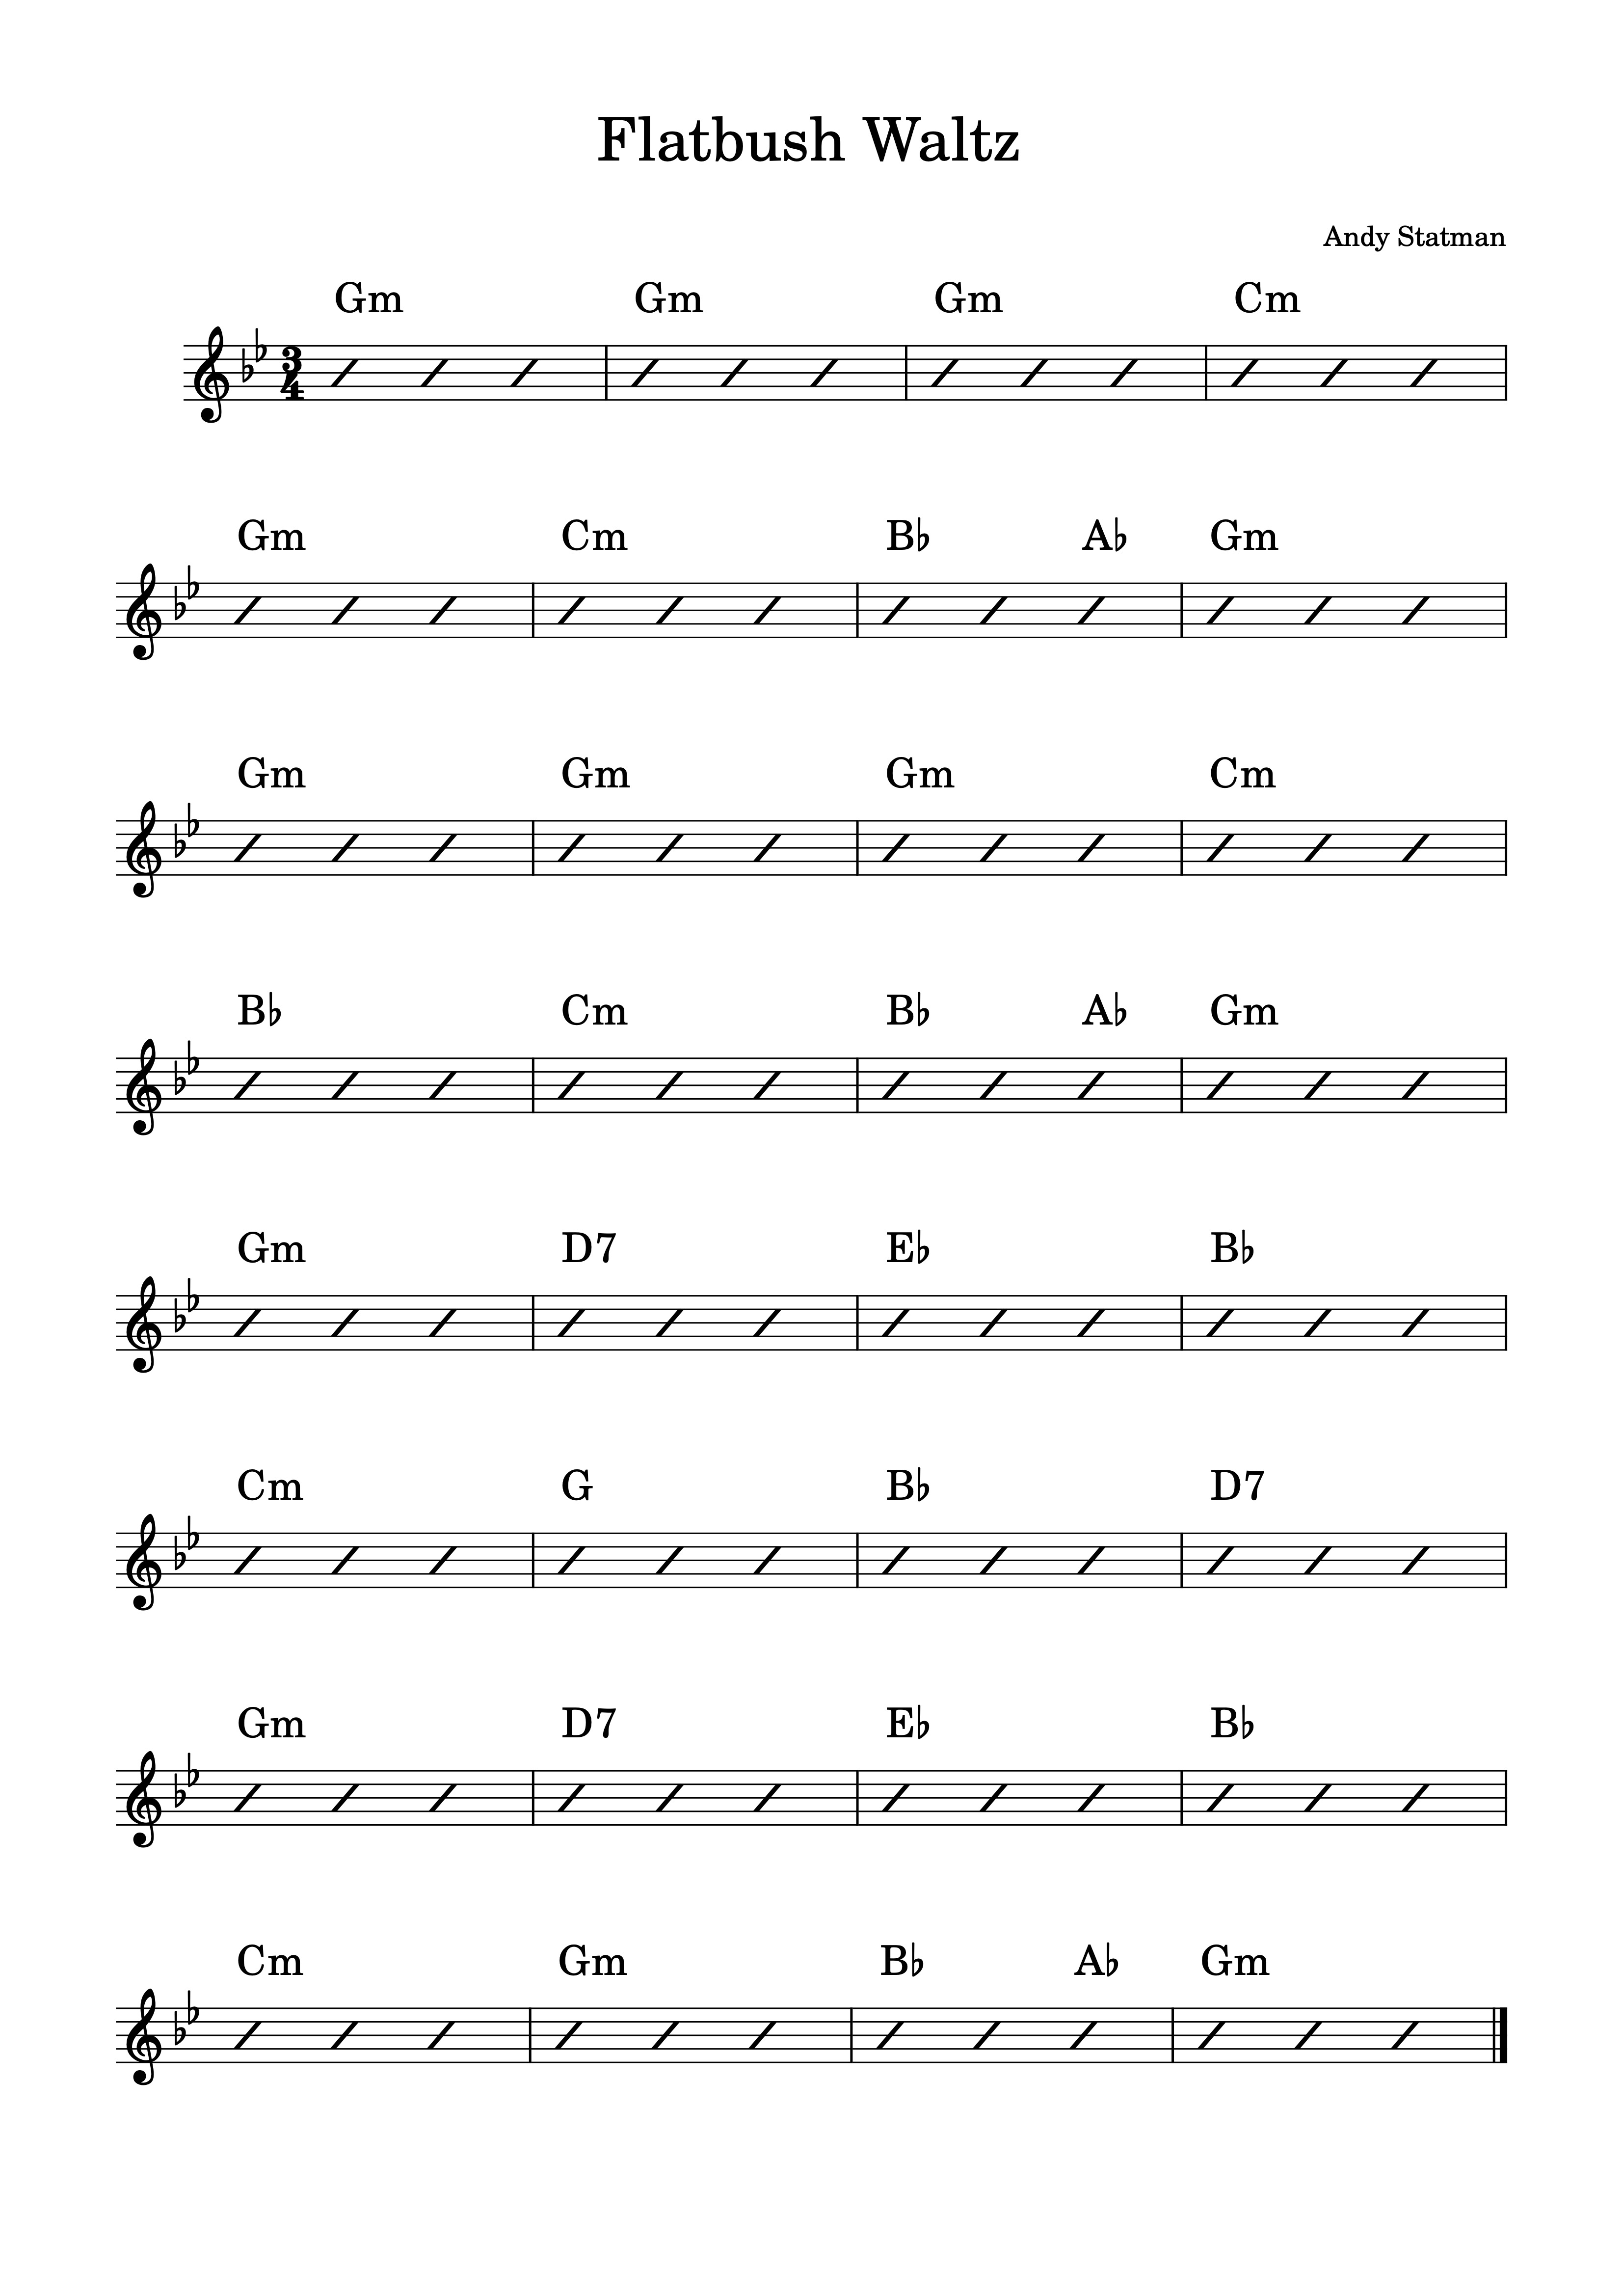 Flatbush Waltz
Andy Statman
Gm Gm Gm Cm
3
4
Gm Cm B♭ A♭ Gm
Gm Gm Gm Cm
B♭ Cm B♭ A♭ Gm
Gm D7 E♭ B♭
Cm G B♭ D7
Gm D7 E♭ B♭
Cm Gm B♭ A♭ Gm